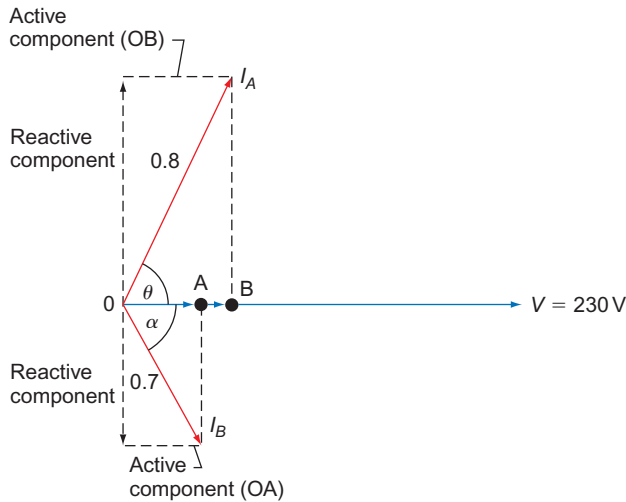 Active
component (OB)
I_A
Reactive
component
0.8
A
B
0
θ
α
V = 230 V
Reactive
component
0.7
I_B
Active
component (OA)